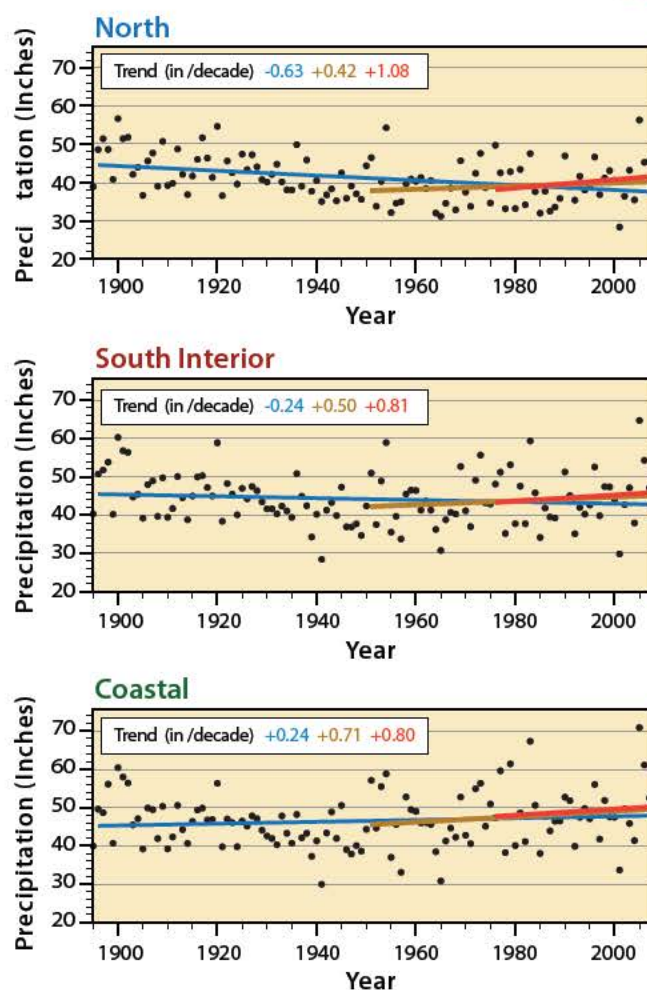 North
Preci tation (Inches)
70
60
50
40
30
20
Trend (in /decade) -0.63 +0.42 +1.08
1900 1920 1940 1960 1980 2000
Year
South Interior
Precipitation (Inches)
70
60
50
40
30
20
Trend (in /decade) -0.24 +0.50 +0.81
1900 1920 1940 1960 1980 2000
Year
Coastal
Precipitation (Inches)
70
60
50
40
30
20
Trend (in /decade) +0.24 +0.71 +0.80
1900 1920 1940 1960 1980 2000
Year